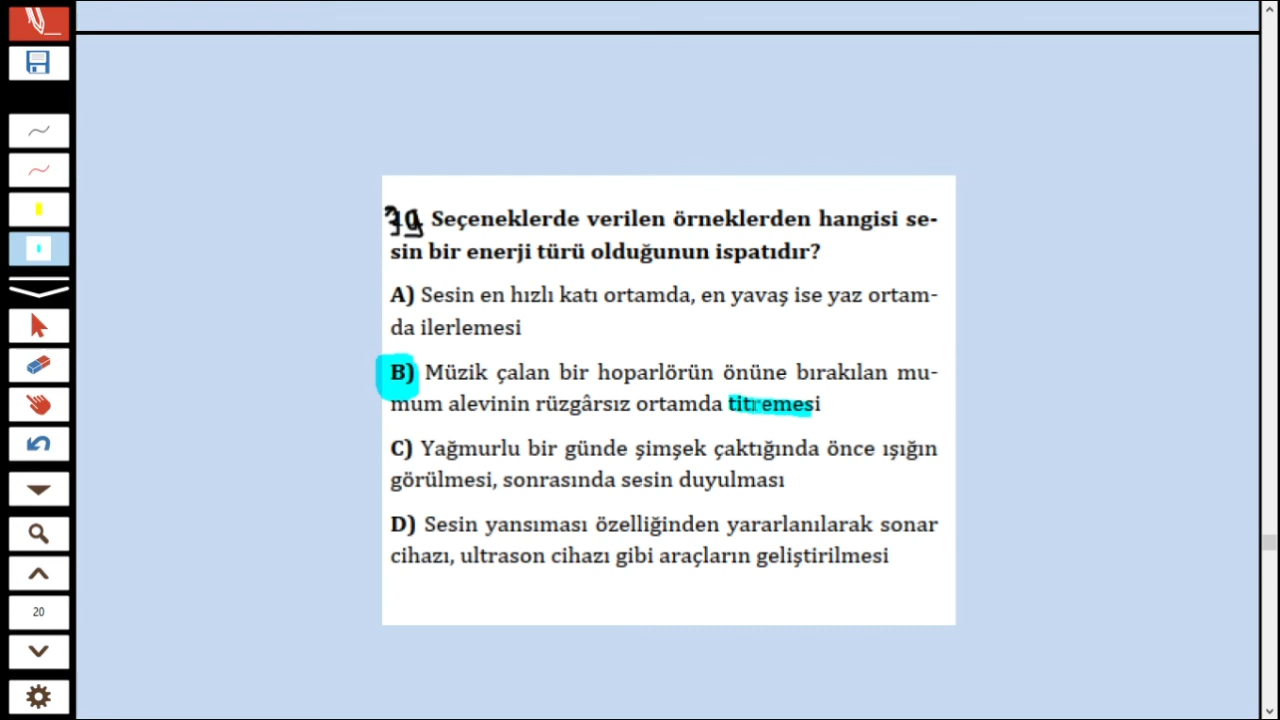 Seçeneklerde verilen örneklerden hangisi se-
sin bir enerji türü olduğunun ispatıdır?
A) Sesin en hızlı katı ortamda, en yavaş ise yaz ortam-
da ilerlemesi
B) Müzik çalan bir hoparlörün önüne bırakılan mu-
mum alevinin rüzgârsız ortamda titremesi
C) Yağmurlu bir günde şimşek çaktığında önce ışığın
görülmesi, sonrasında sesin duyulması
D) Sesin yansıması özelliğinden yararlanılarak sonar
cihazı, ultrason cihazı gibi araçların geliştirilmesi
20